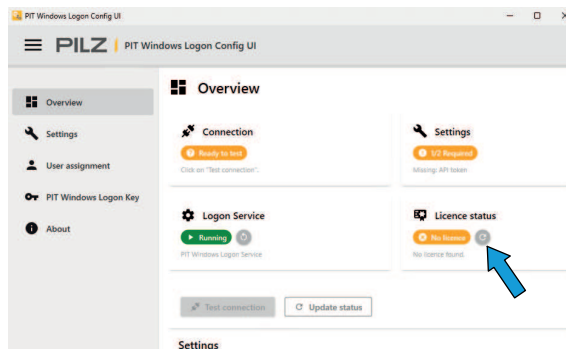 PIT Windows Logon Config UI
PILZ PIT Windows Logon Config UI
Overview
Settings
User assignment
PIT Windows Logon Key
About
Overview
Connection
Ready to test
Click on "Test connection".
Settings
1/2 Required
Missing: API token
Logon Service
Running
PIT Windows Logon Service
Licence status
No licence
No licence found
Test connection
Update status
Settings